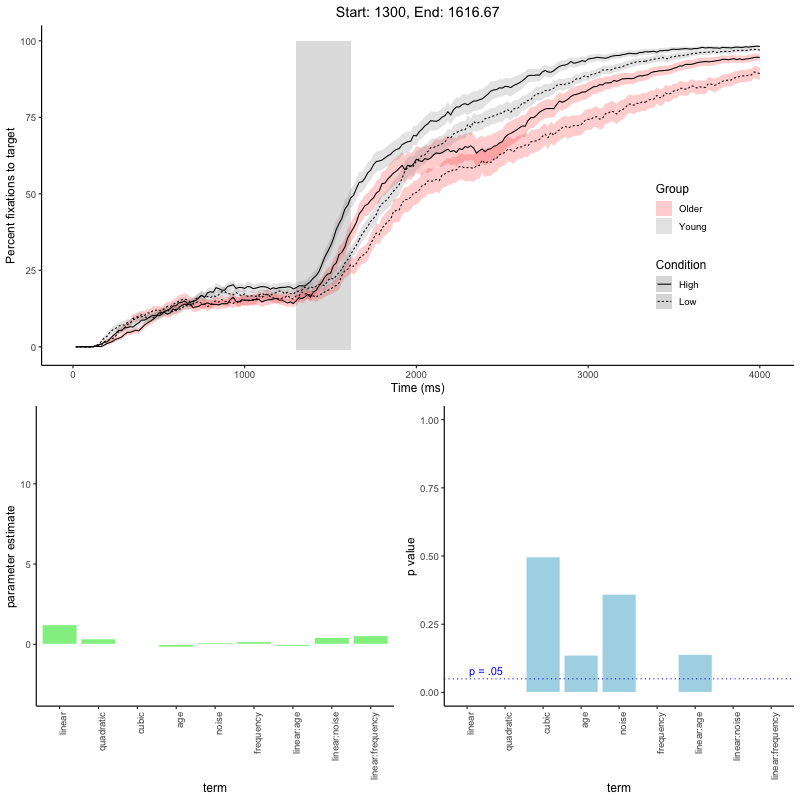 Start: 1300, End: 1616.67
Percent fixations to target
100
75
50
25
0
Group
Older
Young
Condition
High
Low
0
1000
2000
3000
4000
Time (ms)
parameter estimate
10
5
0
linear
quadratic
cubic
age
noise
frequency
linear:age
linear:noise
linear:frequency
term
p value
1.00
0.75
0.50
0.25
0.00
p = .05
linear
quadratic
cubic
age
noise
frequency
linear:age
linear:noise
linear:frequency
term